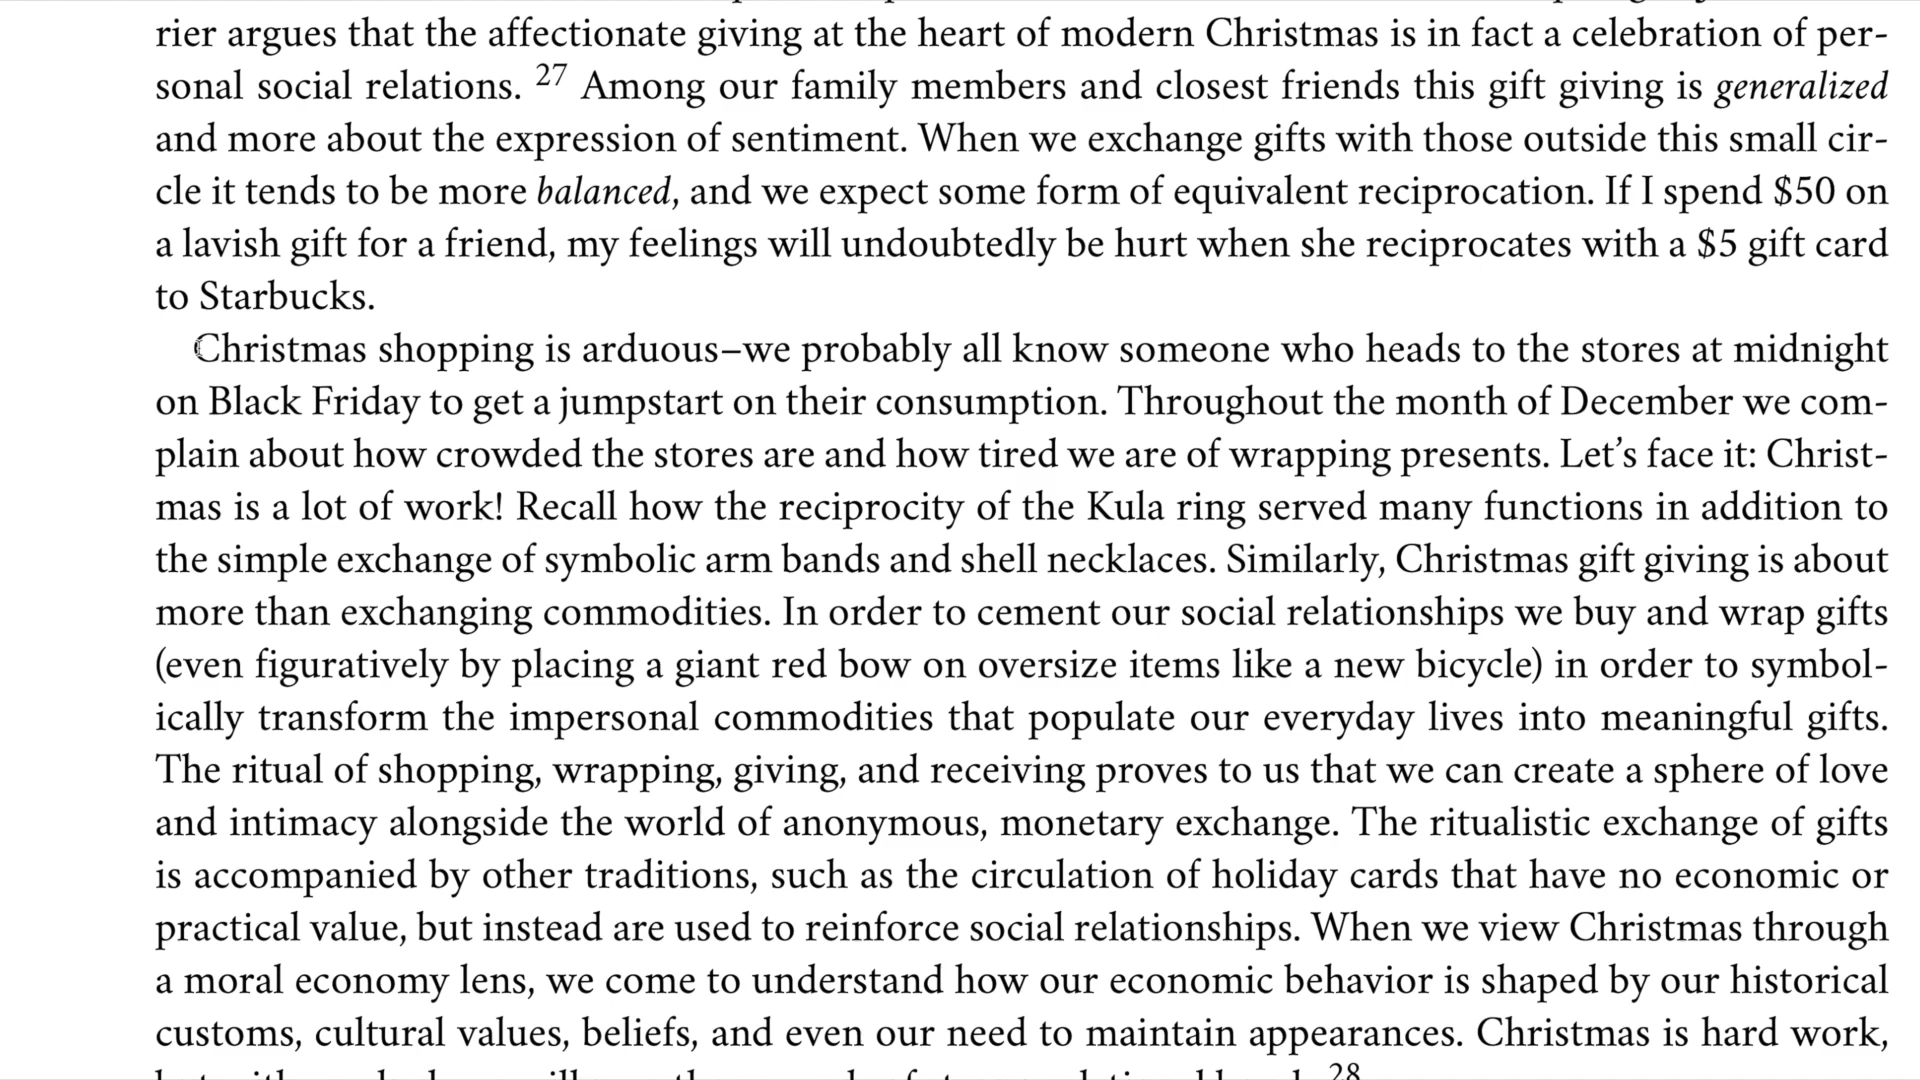 rier argues that the affectionate giving at the heart of modern Christmas is in fact a celebration of per-
sonal social relations. 27 Among our family members and closest friends this gift giving is generalized
and more about the expression of sentiment. When we exchange gifts with those outside this small cir-
cle it tends to be more balanced, and we expect some form of equivalent reciprocation. If I spend $50 on
a lavish gift for a friend, my feelings will undoubtedly be hurt when she reciprocates with a $5 gift card
to Starbucks.
Christmas shopping is arduous–we probably all know someone who heads to the stores at midnight
on Black Friday to get a jumpstart on their consumption. Throughout the month of December we com-
plain about how crowded the stores are and how tired we are of wrapping presents. Let’s face it: Christ-
mas is a lot of work! Recall how the reciprocity of the Kula ring served many functions in addition to
the simple exchange of symbolic arm bands and shell necklaces. Similarly, Christmas gift giving is about
more than exchanging commodities. In order to cement our social relationships we buy and wrap gifts
(even figuratively by placing a giant red bow on oversize items like a new bicycle) in order to symbol-
ically transform the impersonal commodities that populate our everyday lives into meaningful gifts.
The ritual of shopping, wrapping, giving, and receiving proves to us that we can create a sphere of love
and intimacy alongside the world of anonymous, monetary exchange. The ritualistic exchange of gifts
is accompanied by other traditions, such as the circulation of holiday cards that have no economic or
practical value, but instead are used to reinforce social relationships. When we view Christmas through
a moral economy lens, we come to understand how our economic behavior is shaped by our historical
customs, cultural values, beliefs, and even our need to maintain appearances. Christmas is hard work,
28